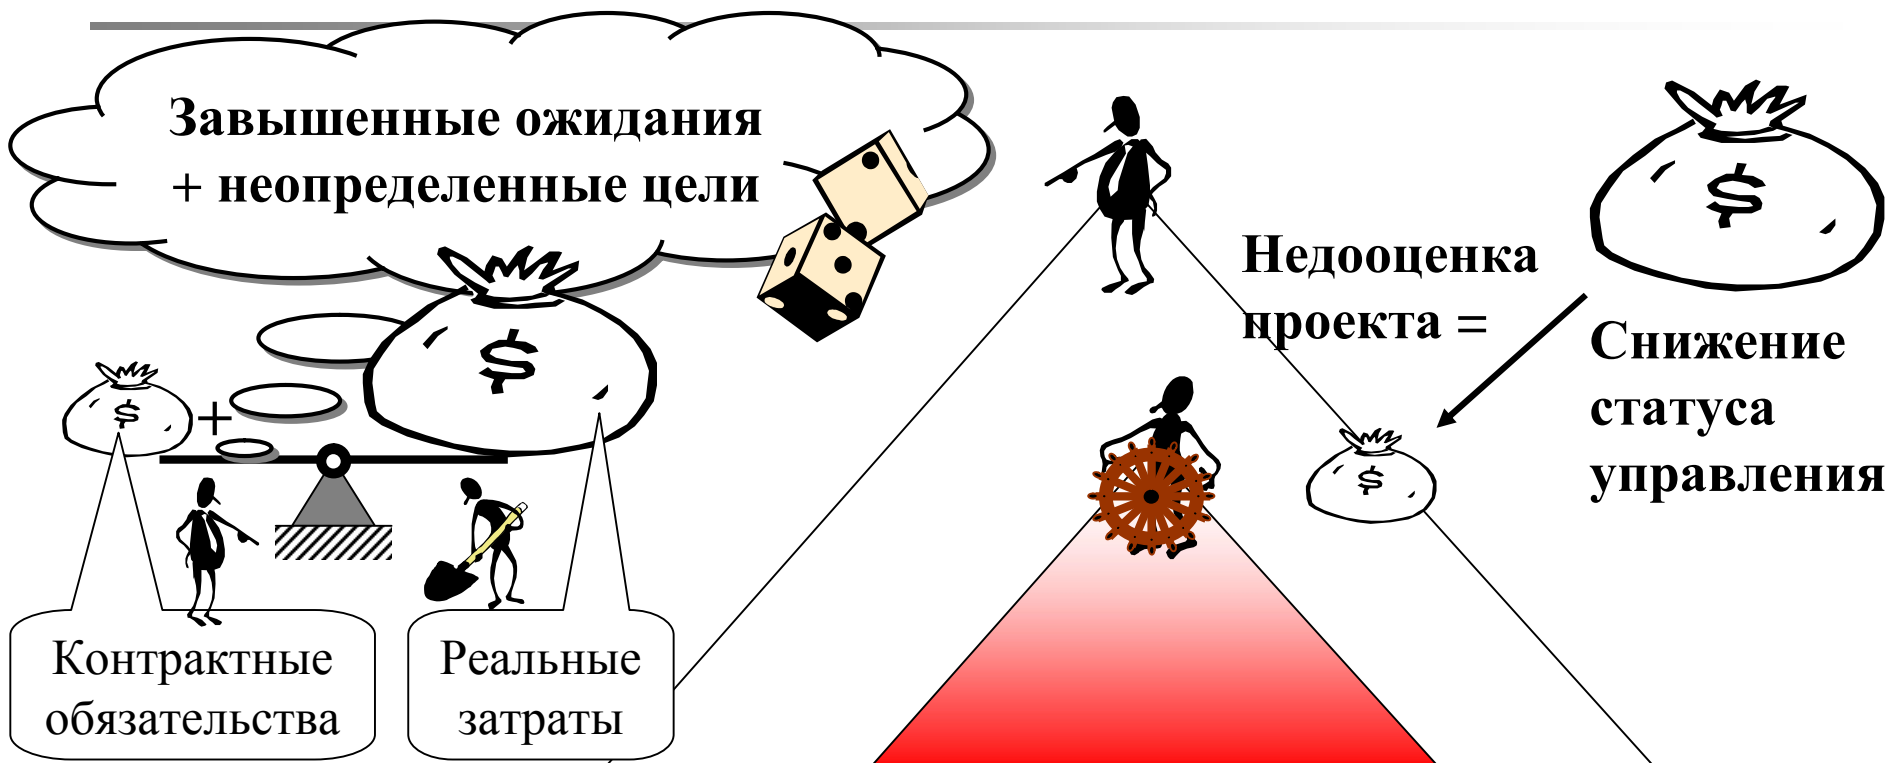 Завышенные ожидания
+ неопределенные цели
$
+
$
Контрактные
обязательства
Реальные
затраты
Недооценка
проекта =
$
Снижение
статуса
управления
$